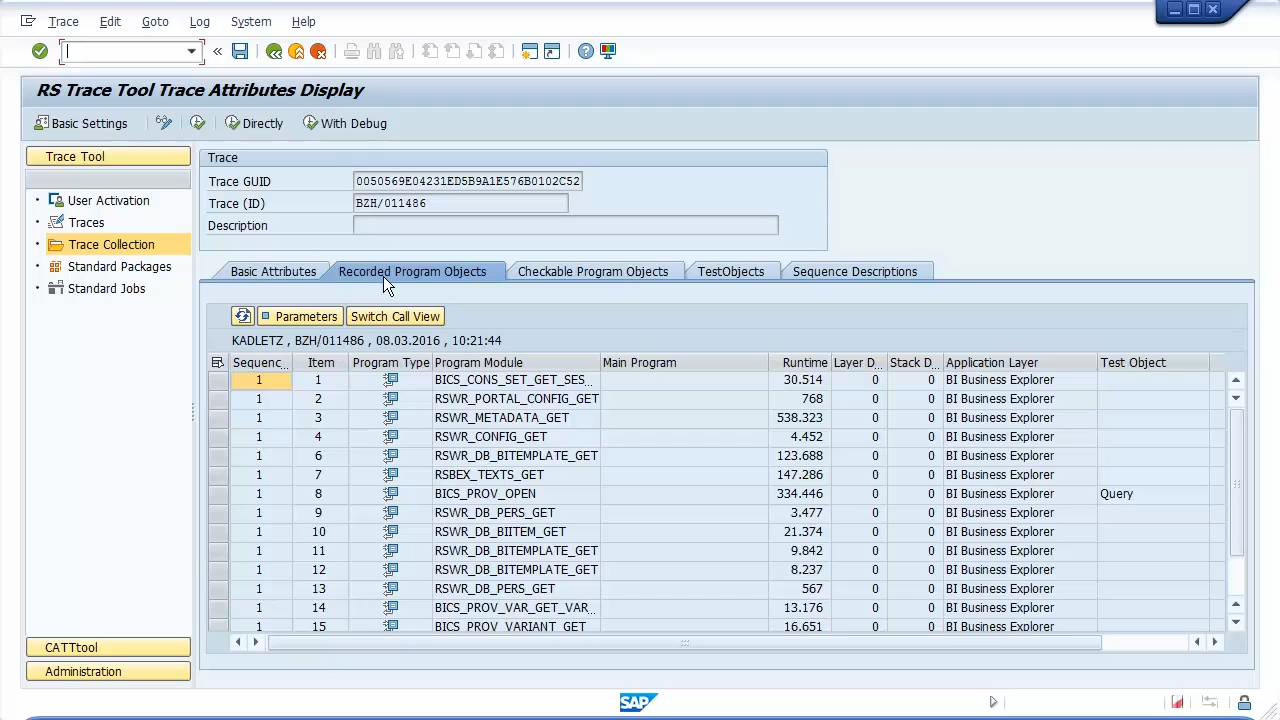 Trace Edit Goto Log System Help
RS Trace Tool Trace Attributes Display
Basic Settings Directly With Debug
Trace Tool
User Activation
Traces
Trace Collection
Standard Packages
Standard Jobs
CATTtool
Administration
Trace
Trace GUID 0050569E04231ED5B9A1E576B0102C52
Trace (ID) BZH/011486
Description
Basic Attributes Recorded Program Objects Checkable Program Objects TestObjects Sequence Descriptions
Parameters Switch Call View
KADLETZ , BZH/011486 , 08.03.2016 , 10:21:44
Sequenc... Item Program Type Program Module Main Program Runtime Layer D... Stack D... Application Layer Test Object
1 1 BICS_CONS_SET_GET_SES... 30.514 0 0 BI Business Explorer
1 2 RSWR_PORTAL_CONFIG_GET 768 0 0 BI Business Explorer
1 3 RSWR_METADATA_GET 538.323 0 0 BI Business Explorer
1 4 RSWR_CONFIG_GET 4.452 0 0 BI Business Explorer
1 6 RSWR_DB_BITEMPLATE_GET 123.688 0 0 BI Business Explorer
1 7 RSBEX_TEXTS_GET 147.286 0 0 BI Business Explorer
1 8 BICS_PROV_OPEN 334.446 0 0 BI Business Explorer Query
1 9 RSWR_DB_PERS_GET 3.477 0 0 BI Business Explorer
1 10 RSWR_DB_BIITEM_GET 21.374 0 0 BI Business Explorer
1 11 RSWR_DB_BITEMPLATE_GET 9.842 0 0 BI Business Explorer
1 12 RSWR_DB_BITEMPLATE_GET 8.237 0 0 BI Business Explorer
1 13 RSWR_DB_PERS_GET 567 0 0 BI Business Explorer
1 14 BICS_PROV_VAR_GET_VAR... 13.176 0 0 BI Business Explorer
1 15 BICS_PROV_VARIANT_GET 16.651 0 0 BI Business Explorer
SAP